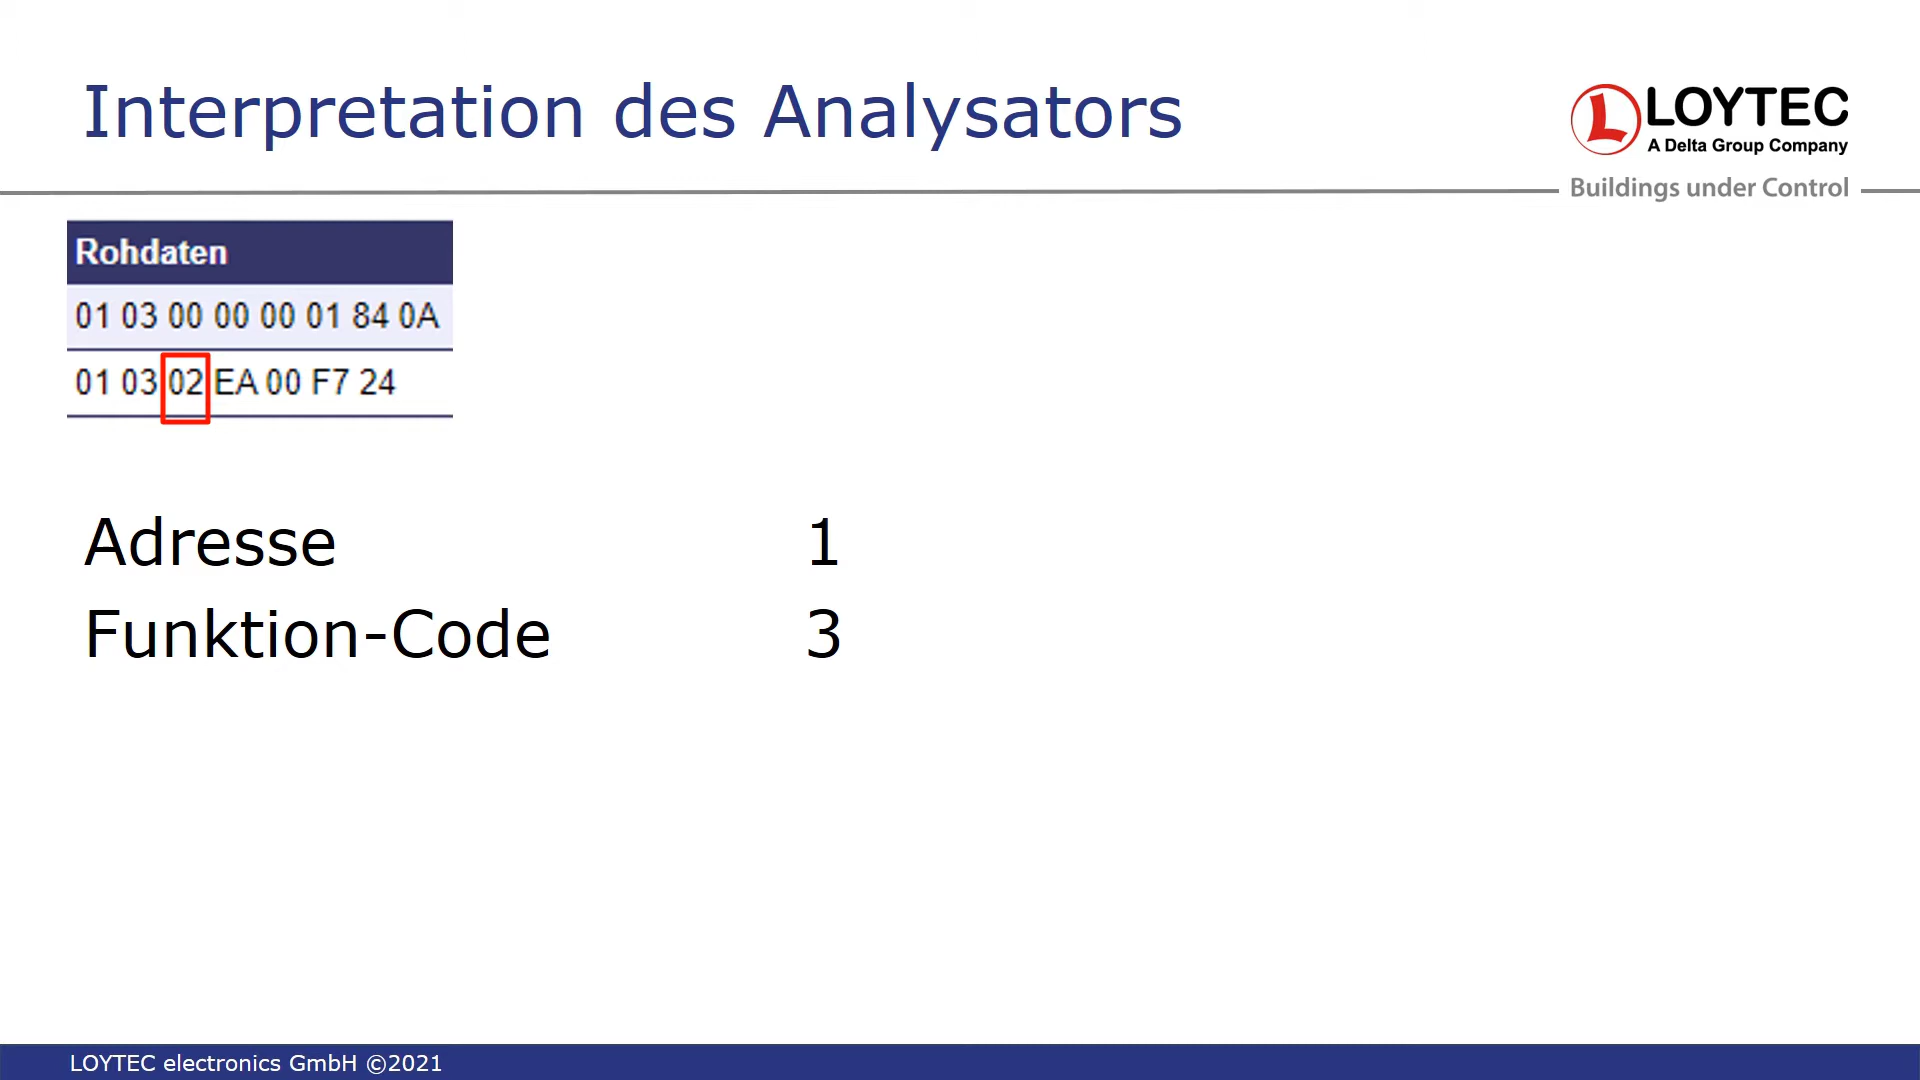 Interpretation des Analysators
LOYTEC
A Delta Group Company
Buildings under Control
Rohdaten
01 03 00 00 00 01 84 0A
01 03 02 EA 00 F7 24
Adresse 1
Funktion-Code 3
LOYTEC electronics GmbH ©2021